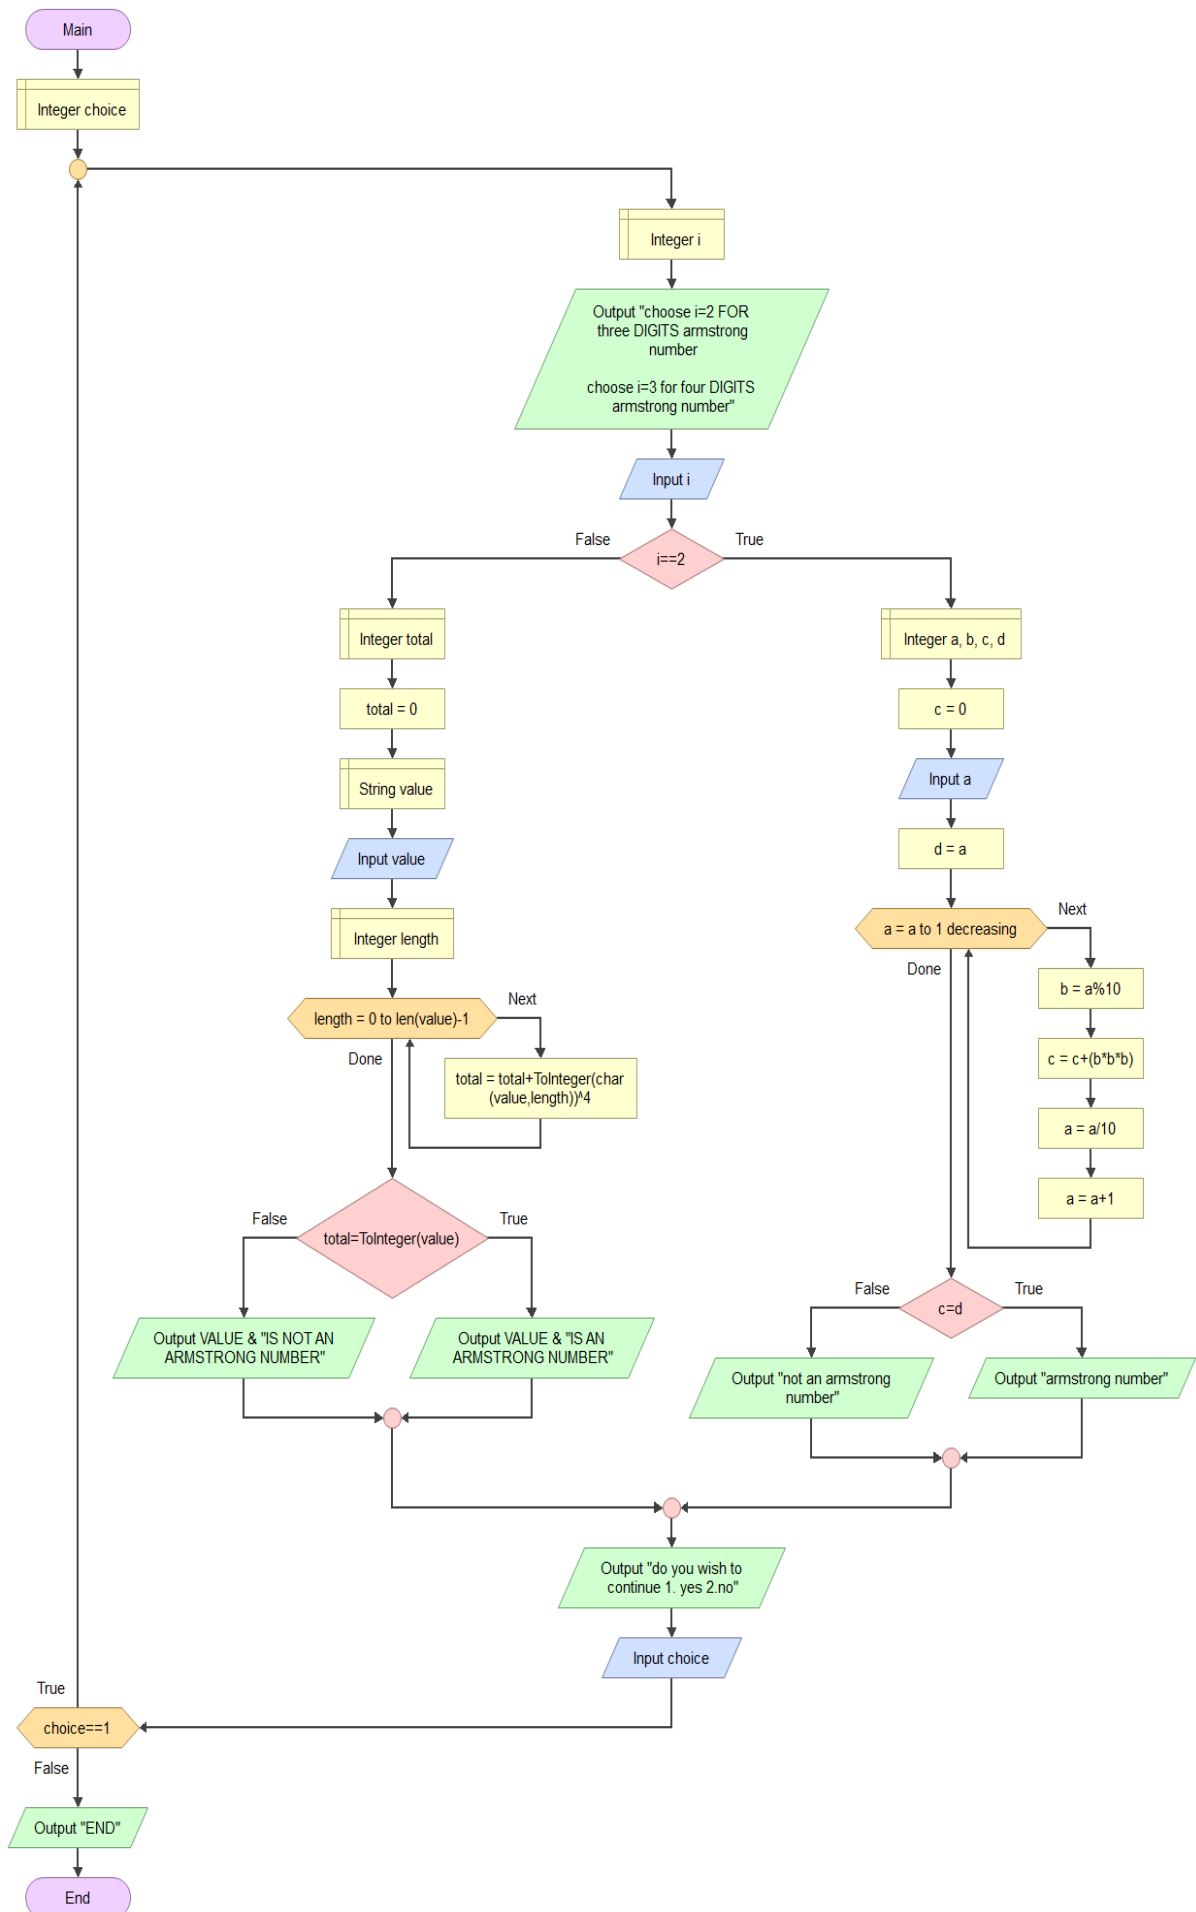 Main
Integer choice
Integer i
Output "choose i=2 FOR
three DIGITS armstrong
number
choose i=3 for four DIGITS
armstrong number"
Input i
False
True
i==2
Integer total
total = 0
String value
Input value
Integer length
length = 0 to len(value)-1
Next
Done
total = total+ToInteger(char
(value,length))^4
False
True
total=ToInteger(value)
Output VALUE & "IS NOT AN
ARMSTRONG NUMBER"
Output VALUE & "IS AN
ARMSTRONG NUMBER"
Integer a, b, c, d
c = 0
Input a
d = a
a = a to 1 decreasing
Next
Done
b = a%10
c = c+(b*b*b)
a = a/10
a = a+1
False
True
c=d
Output "not an armstrong
number"
Output "armstrong number"
Output "do you wish to
continue 1. yes 2.no"
Input choice
True
choice==1
False
Output "END"
End